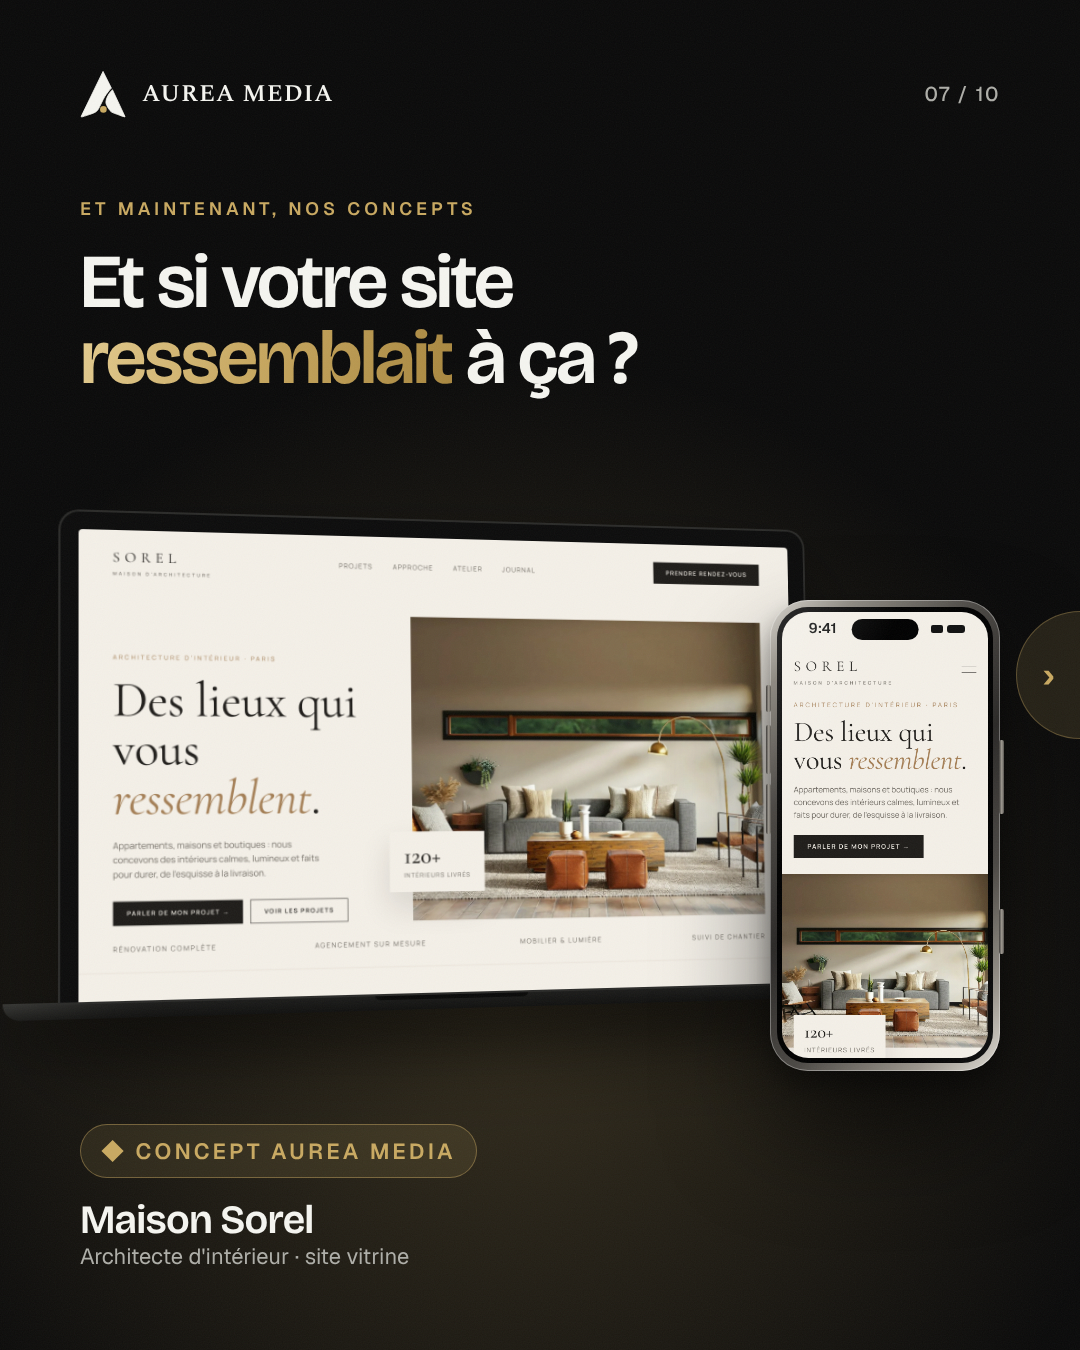 AUREA MEDIA
07 / 10
ET MAINTENANT, NOS CONCEPTS
Et si votre site
ressemblait à ça ?
SOREL
MAISON D'ARCHITECTURE
PROJETS APPROCHE ATELIER JOURNAL
PRENDRE RENDEZ-VOUS
ARCHITECTURE D'INTÉRIEUR · PARIS
Des lieux qui
vous
ressemblent.
Appartements, maisons et boutiques : nous
concevons des intérieurs calmes, lumineux et faits
pour durer, de l'esquisse à la livraison.
PARLER DE MON PROJET →
VOIR LES PROJETS
120+
INTÉRIEURS LIVRÉS
RÉNOVATION COMPLÈTE
AGENCEMENT SUR MESURE
MOBILIER & LUMIÈRE
SUIVI DE CHANTIER
9:41
SOREL
MAISON D'ARCHITECTURE
ARCHITECTURE D'INTÉRIEUR · PARIS
Des lieux qui
vous ressemblent.
Appartements, maisons et boutiques : nous
concevons des intérieurs calmes, lumineux et
faits pour durer, de l'esquisse à la livraison.
PARLER DE MON PROJET →
120+
INTÉRIEURS LIVRÉS
›
CONCEPT AUREA MEDIA
Maison Sorel
Architecte d'intérieur · site vitrine